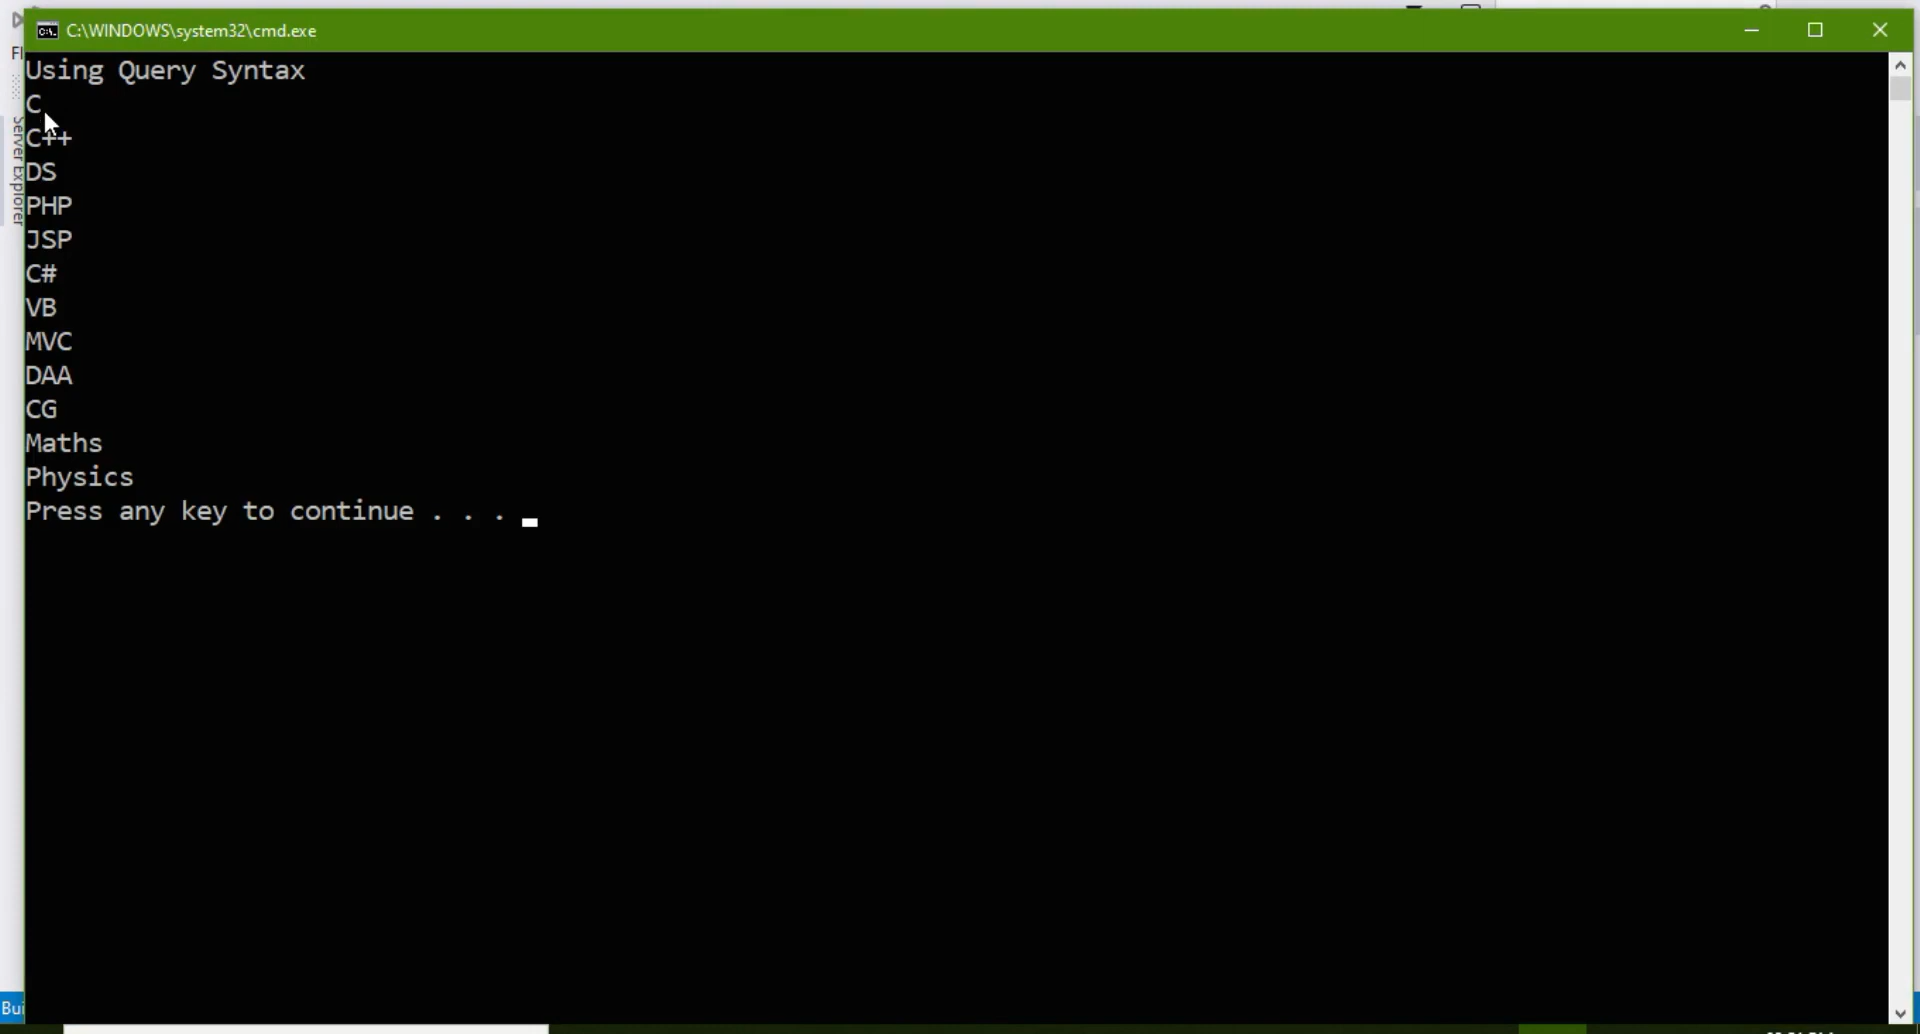 C:\WINDOWS\system32\cmd.exe
Server Explorer
Using Query Syntax
C
C++
DS
PHP
JSP
C#
VB
MVC
DAA
CG
Maths
Physics
Press any key to continue . . .
Bui